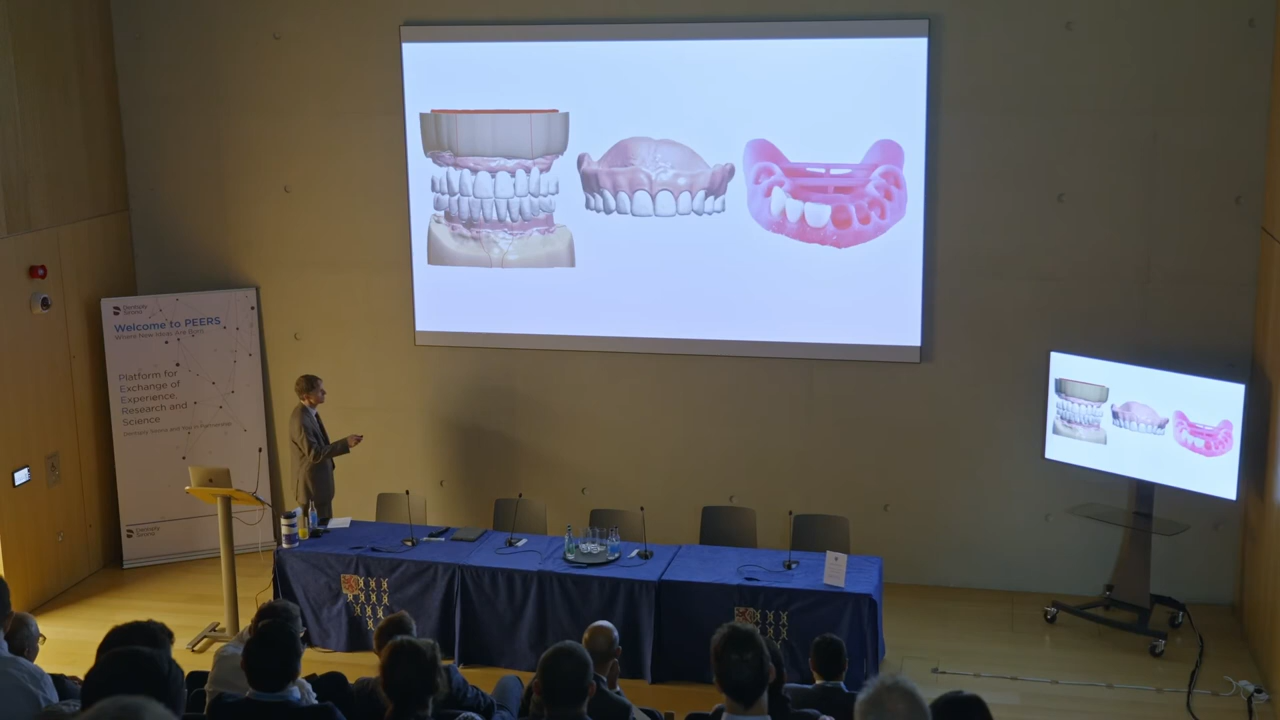 Dentsply
Sirona
Welcome to PEERS
Where New Ideas Are Born
Platform for
Exchange of
Experience,
Research and
Science
Dentsply Sirona and You in Partnership
Dentsply
Sirona